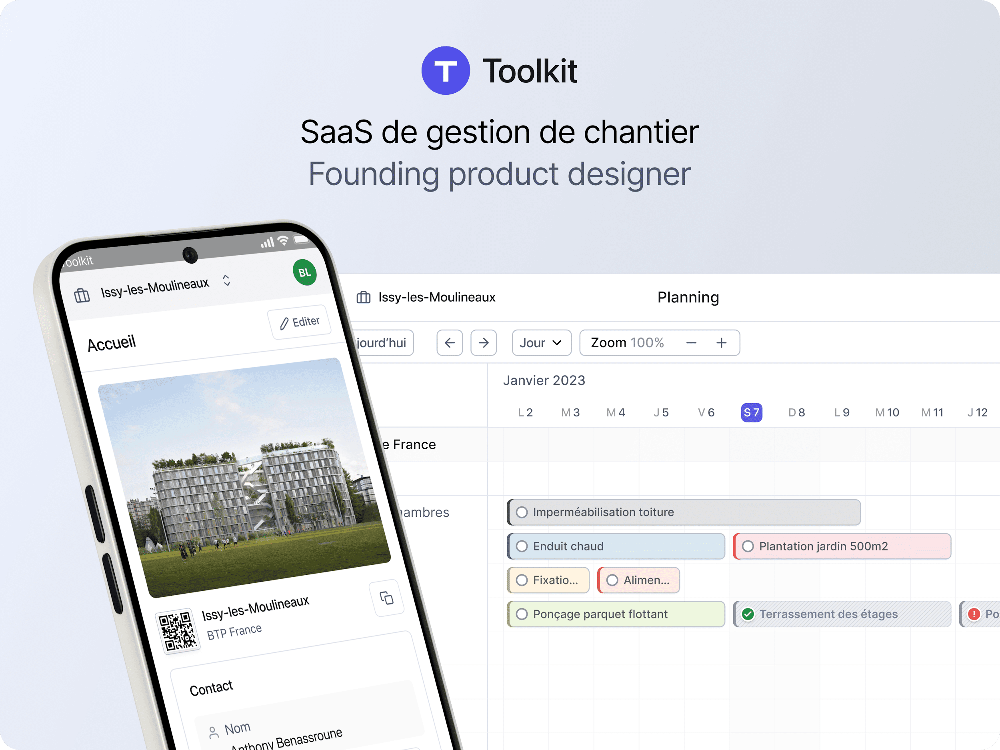 Toolkit
SaaS de gestion de chantier
Founding product designer
oolkit
Issy-les-Moulineaux
BL
Editer
Accueil
Issy-les-Moulineaux
BTP France
Contact
Nom
Anthony Benassroune
Issy-les-Moulineaux
Planning
jourd'hui
Jour
Zoom 100%
Janvier 2023
L 2 M 3 M 4 J 5 V 6 S 7 D 8 L 9 M 10 M 11 J 12
e France
ambres
Imperméabilisation toiture
Enduit chaud
Plantation jardin 500m2
Fixatio...
Alimen...
Ponçage parquet flottant
Terrassement des étages
Po